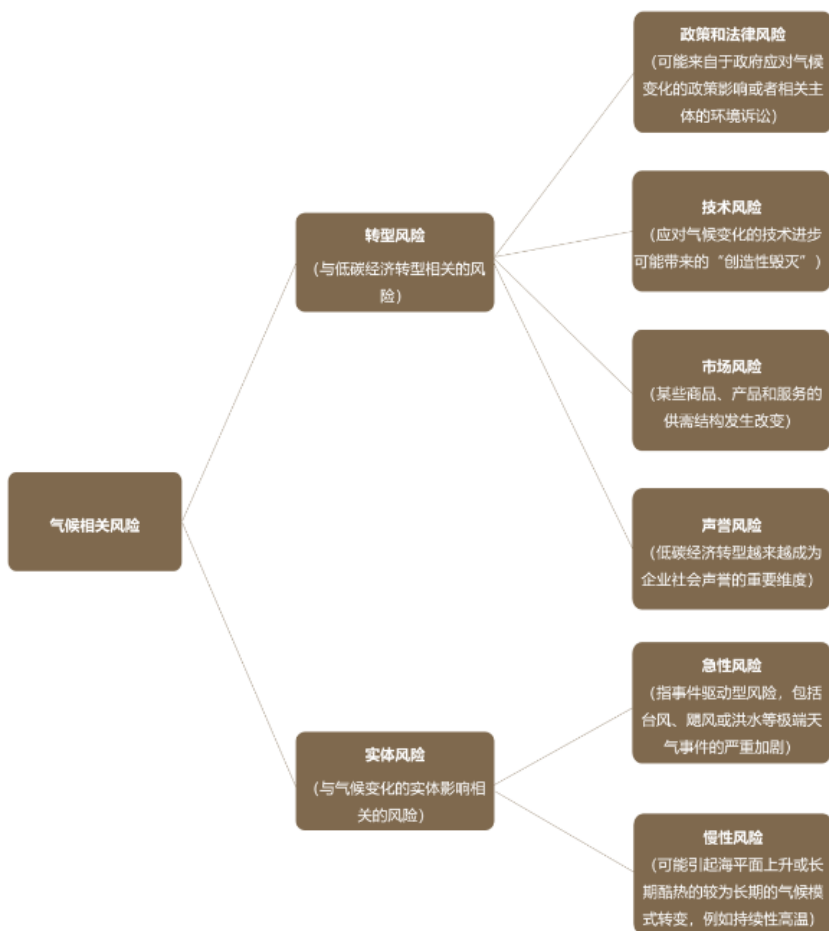 政策和法律风险
（可能来自于政府应对气候
变化的政策影响或者相关主
体的环境诉讼）
技术风险
（应对气候变化的技术进步
可能带来的“创造性毁灭”）
转型风险
（与低碳经济转型相关的风
险）
市场风险
（某些商品、产品和服务的
供需结构发生改变）
气候相关风险
声誉风险
（低碳经济转型越来越成为
企业社会声誉的重要维度）
急性风险
（指事件驱动型风险，包括
台风、飓风或洪水等极端天
气事件的严重加剧）
实体风险
（与气候变化的实体影响相
关的风险）
慢性风险
（可能引起海平面上升或长
期酷热的较为长期的气候模
式转变，例如持续性高温）